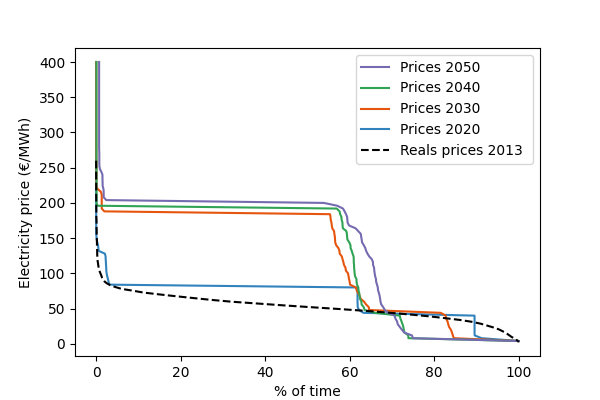 400
350
300
250
200
150
100
50
0
Electricity price (€/MWh)
Prices 2050
Prices 2040
Prices 2030
Prices 2020
Reals prices 2013
0 20 40 60 80 100
% of time